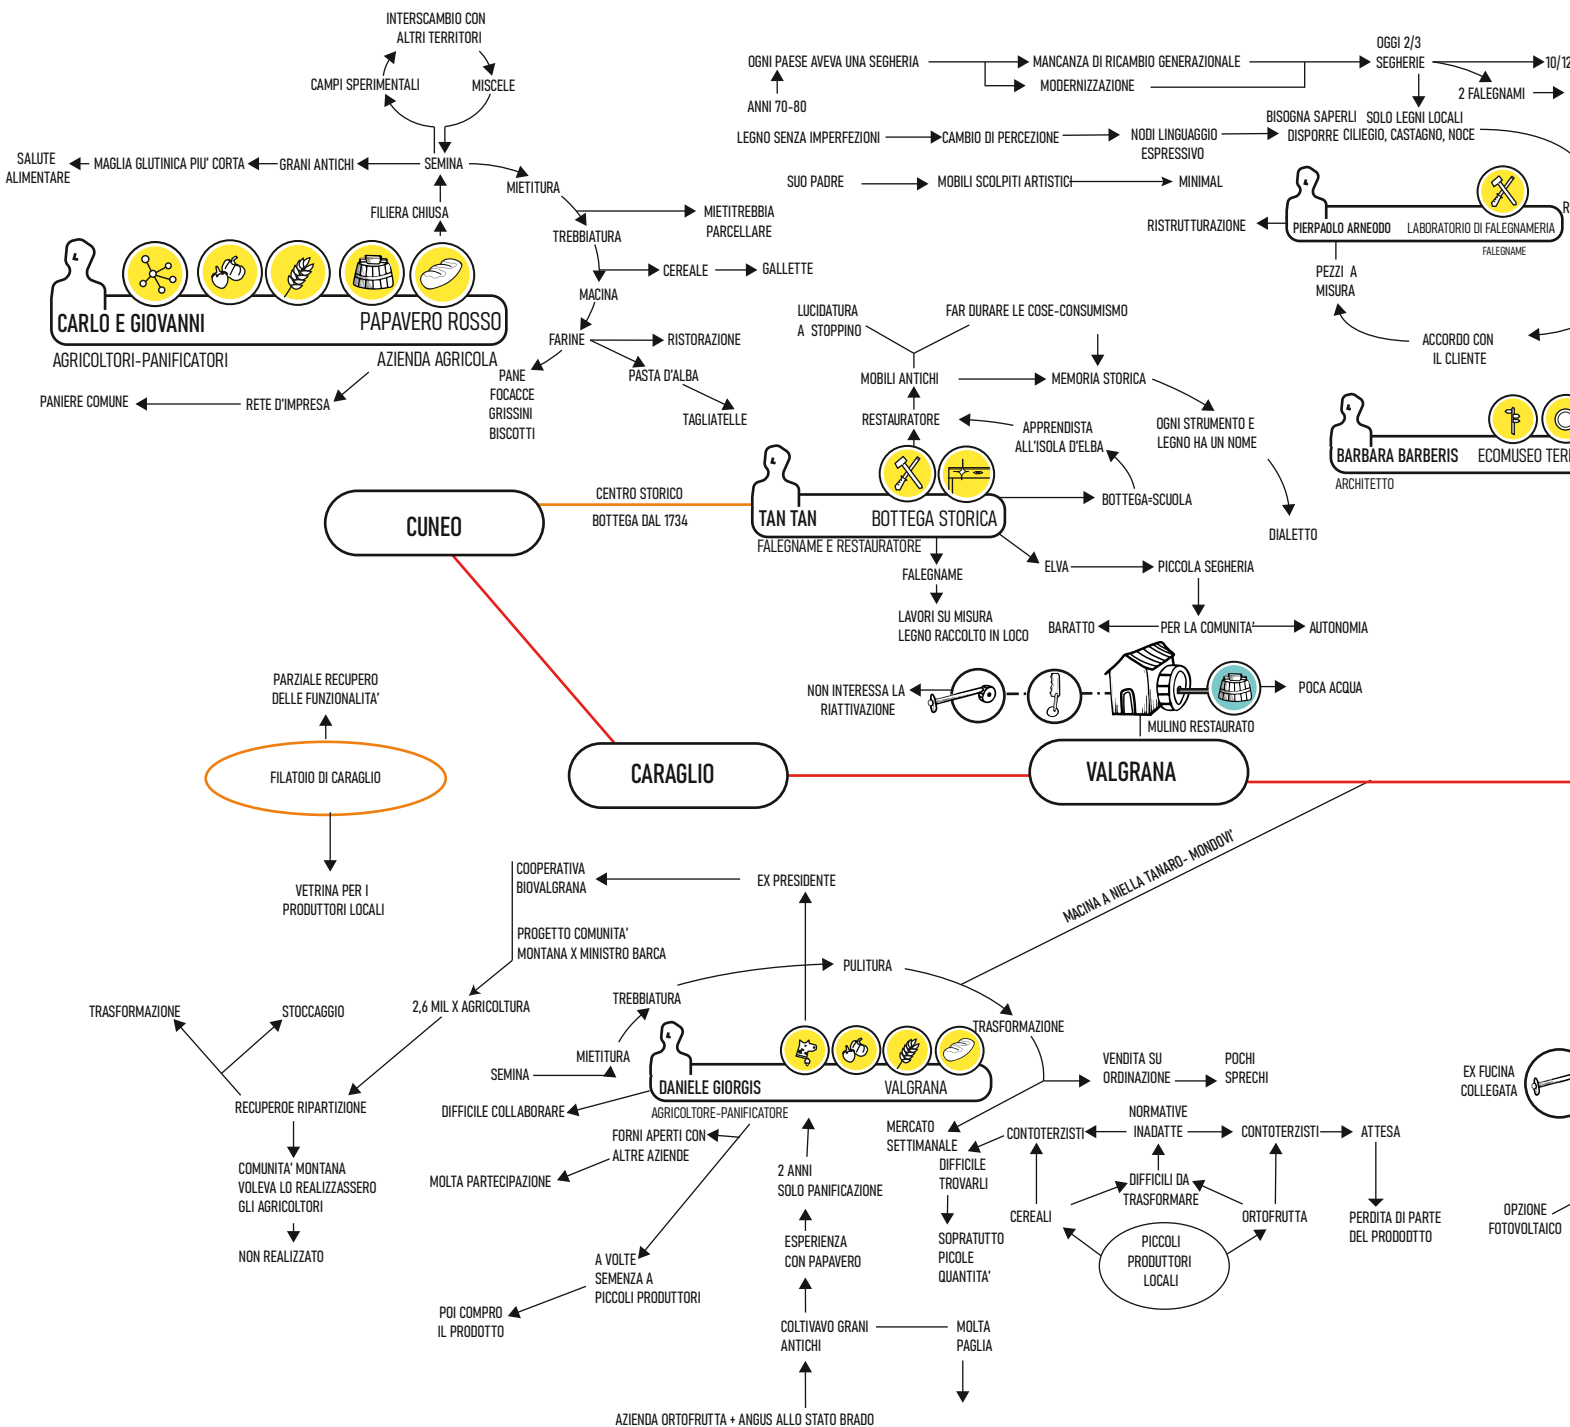 INTERSCAMBIO CON
ALTRI TERRITORI
CAMPI SPERIMENTALI
MISCELE
SALUTE
ALIMENTARE
MAGLIA GLUTINICA PIU' CORTA
GRANI ANTICHI
SEMINA
MIETITURA
FILIERA CHIUSA
MIETITREBBIA
PARCELLARE
TREBBIATURA
CEREALE
GALLETTE
MACINA
CARLO E GIOVANNI
PAPAVERO ROSSO
AGRICOLTORI-PANIFICATORI
AZIENDA AGRICOLA
FARINE
RISTORAZIONE
PANE
FOCACCE
GRISSINI
BISCOTTI
PASTA D'ALBA
TAGLIATELLE
PANIERE COMUNE
RETE D'IMPRESA
OGNI PAESE AVEVA UNA SEGHERIA
MANCANZA DI RICAMBIO GENERAZIONALE
MODERNIZZAZIONE
ANNI 70-80
OGGI 2/3
SEGHERIE
10/12
2 FALEGNAMI
LEGNO SENZA IMPERFEZIONI
CAMBIO DI PERCEZIONE
NODI LINGUAGGIO
ESPRESSIVO
BISOGNA SAPERLI
DISPORRE
SOLO LEGNI LOCALI
CILIEGIO, CASTAGNO, NOCE
SUO PADRE
MOBILI SCOLPITI ARTISTICI
MINIMAL
RISTRUTTURAZIONE
PIERPAOLO ARNEODO
LABORATORIO DI FALEGNAMERIA
R
FALEGNAME
PEZZI A
MISURA
ACCORDO CON
IL CLIENTE
LUCIDATURA
A STOPPINO
FAR DURARE LE COSE-CONSUMISMO
MOBILI ANTICHI
MEMORIA STORICA
RESTAURATORE
APPRENDISTA
ALL'ISOLA D'ELBA
OGNI STRUMENTO E
LEGNO HA UN NOME
BARBARA BARBERIS
ECOMUSEO TER
ARCHITETTO
CENTRO STORICO
BOTTEGA DAL 1734
CUNEO
TAN TAN
BOTTEGA STORICA
FALEGNAME E RESTAURATORE
BOTTEGA=SCUOLA
DIALETTO
FALEGNAME
ELVA
PICCOLA SEGHERIA
LAVORI SU MISURA
LEGNO RACCOLTO IN LOCO
BARATTO
PER LA COMUNITA'
AUTONOMIA
NON INTERESSA LA
RIATTIVAZIONE
POCA ACQUA
MULINO RESTAURATO
PARZIALE RECUPERO
DELLE FUNZIONALITA'
FILATOIO DI CARAGLIO
VETRINA PER I
PRODUTTORI LOCALI
CARAGLIO
VALGRANA
MACINA A NIELLA TANARO- MONDOVI'
COOPERATIVA
BIOVALGRANA
EX PRESIDENTE
PROGETTO COMUNITA'
MONTANA X MINISTRO BARCA
PULITURA
TRASFORMAZIONE
STOCCAGGIO
2,6 MIL X AGRICOLTURA
TREBBIATURA
TRASFORMAZIONE
MIETITURA
SEMINA
DANIELE GIORGIS
VALGRANA
AGRICOLTORE-PANIFICATORE
VENDITA SU
ORDINAZIONE
POCHI
SPRECHI
EX FUCINA
COLLEGATA
RECUPEROE RIPARTIZIONE
DIFFICILE COLLABORARE
FORNI APERTI CON
ALTRE AZIENDE
MOLTA PARTECIPAZIONE
MERCATO
SETTIMANALE
CONTOTERZISTI
NORMATIVE
INADATTE
CONTOTERZISTI
ATTESA
COMUNITA' MONTANA
VOLEVA LO REALIZZASSERO
GLI AGRICOLTORI
NON REALIZZATO
2 ANNI
SOLO PANIFICAZIONE
DIFFICILE
TROVARLI
DIFFICILI DA
TRASFORMARE
CEREALI
ORTOFRUTTA
PERDITA DI PARTE
DEL PRODODTTO
OPZIONE
FOTOVOLTAICO
ESPERIENZA
CON PAPAVERO
SOPRATUTTO
PICOLE
QUANTITA'
PICCOLI
PRODUTTORI
LOCALI
A VOLTE
SEMENZA A
PICCOLI PRODUTTORI
POI COMPRO
IL PRODOTTO
COLTIVAVO GRANI
ANTICHI
MOLTA
PAGLIA
AZIENDA ORTOFRUTTA + ANGUS ALLO STATO BRADO